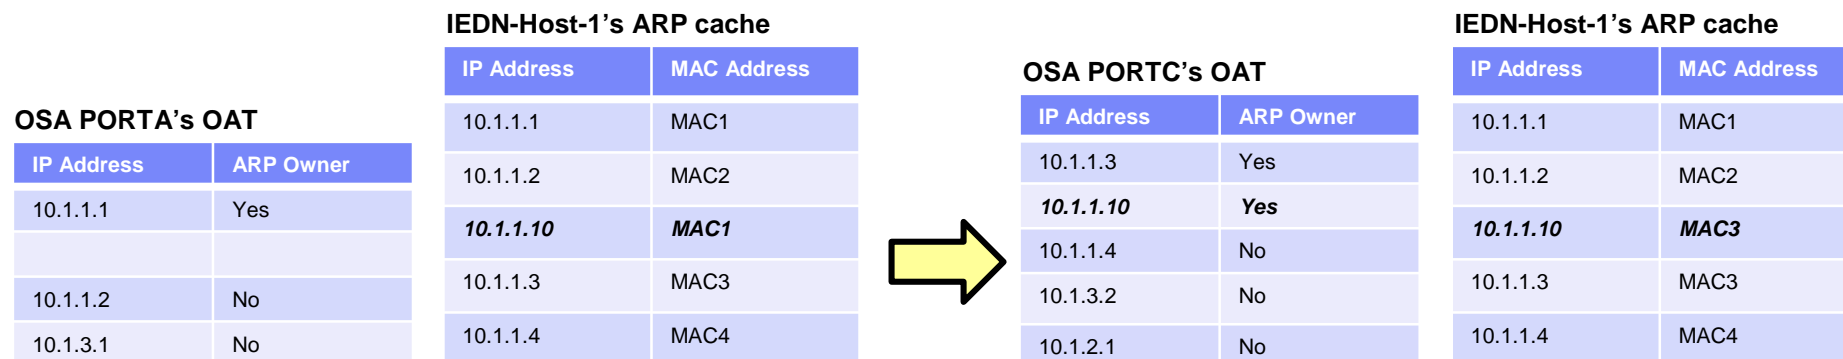 OSA PORTA's OAT
IP Address ARP Owner
10.1.1.1 Yes
10.1.1.2 No
10.1.3.1 No
IEDN-Host-1's ARP cache
IP Address MAC Address
10.1.1.1 MAC1
10.1.1.2 MAC2
10.1.1.10 MAC1
10.1.1.3 MAC3
10.1.1.4 MAC4
OSA PORTC's OAT
IP Address ARP Owner
10.1.1.3 Yes
10.1.1.10 Yes
10.1.1.4 No
10.1.3.2 No
10.1.2.1 No
IEDN-Host-1's ARP cache
IP Address MAC Address
10.1.1.1 MAC1
10.1.1.2 MAC2
10.1.1.10 MAC3
10.1.1.3 MAC3
10.1.1.4 MAC4